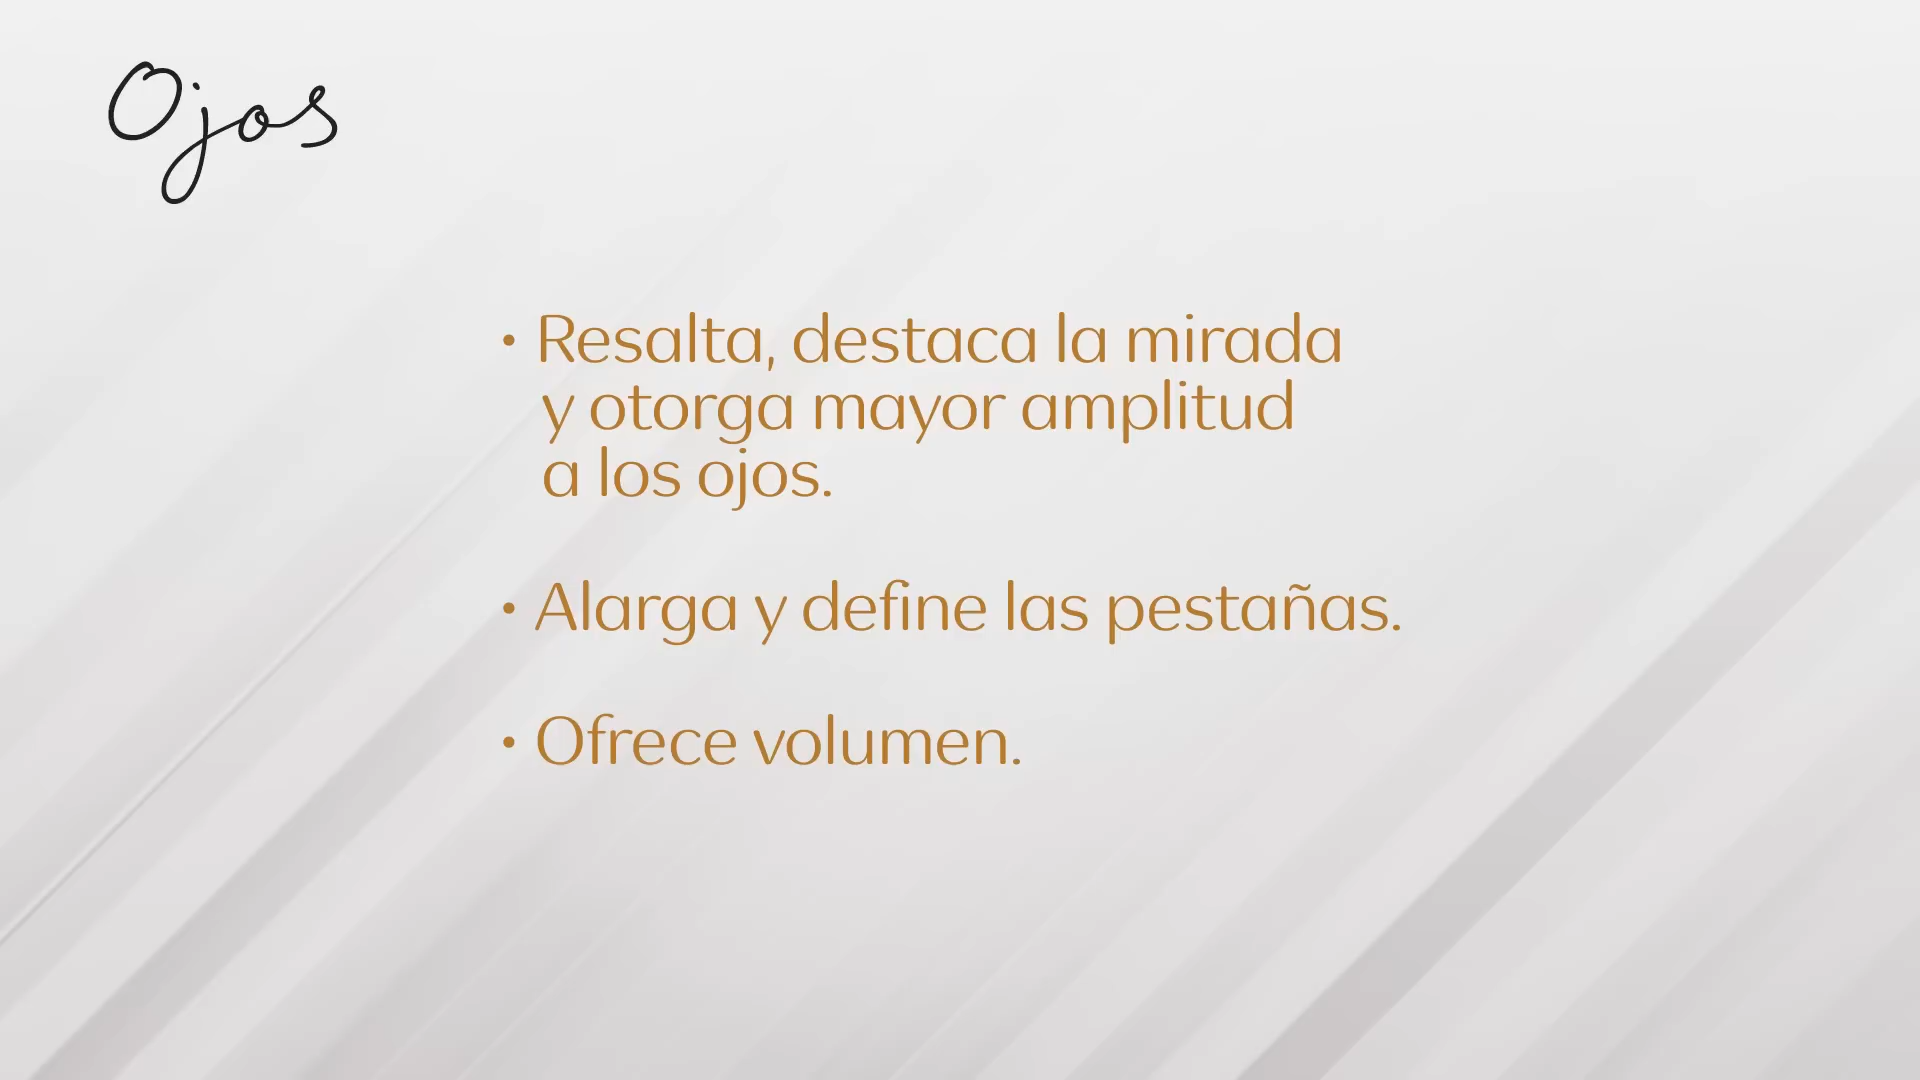 Ojos
• Resalta, destaca la mirada
y otorga mayor amplitud
a los ojos.
• Alarga y define las pestañas.
• Ofrece volumen.